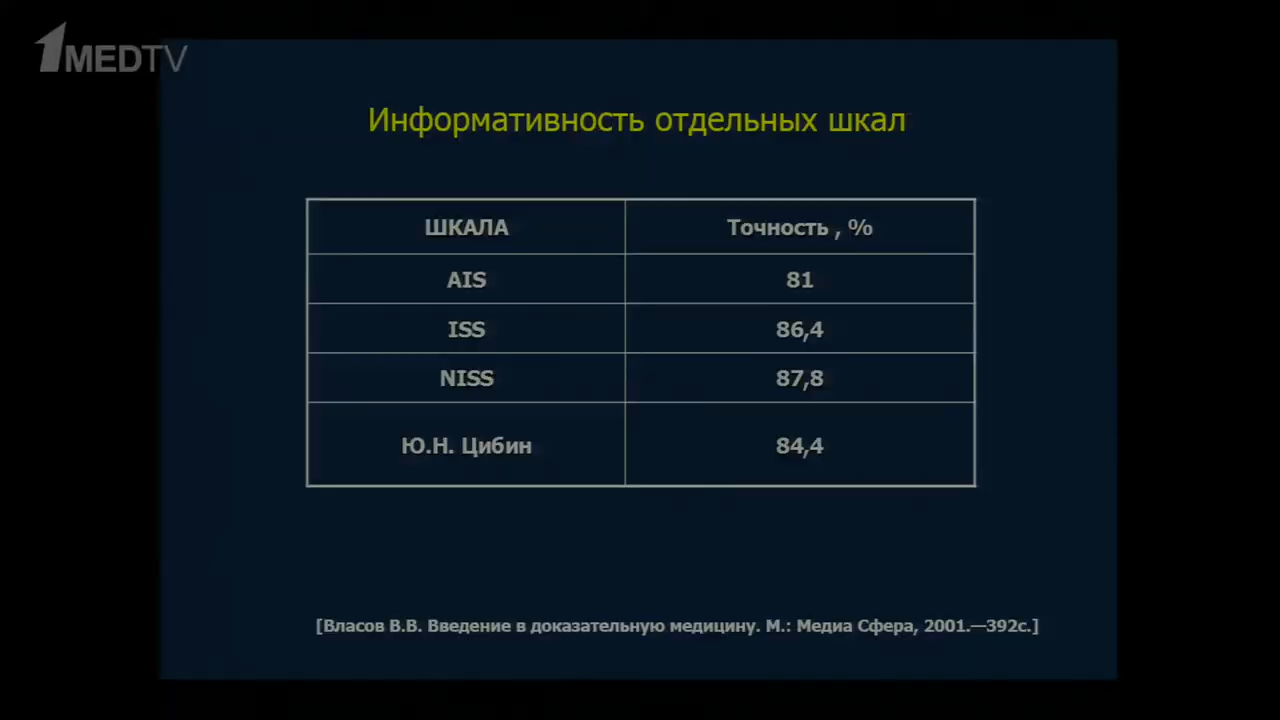 1MEDTV
Информативность отдельных шкал
ШКАЛА Точность , %
AIS 81
ISS 86,4
NISS 87,8
Ю.Н. Цибин 84,4
[Власов В.В. Введение в доказательную медицину. М.: Медиа Сфера, 2001.—392с.]